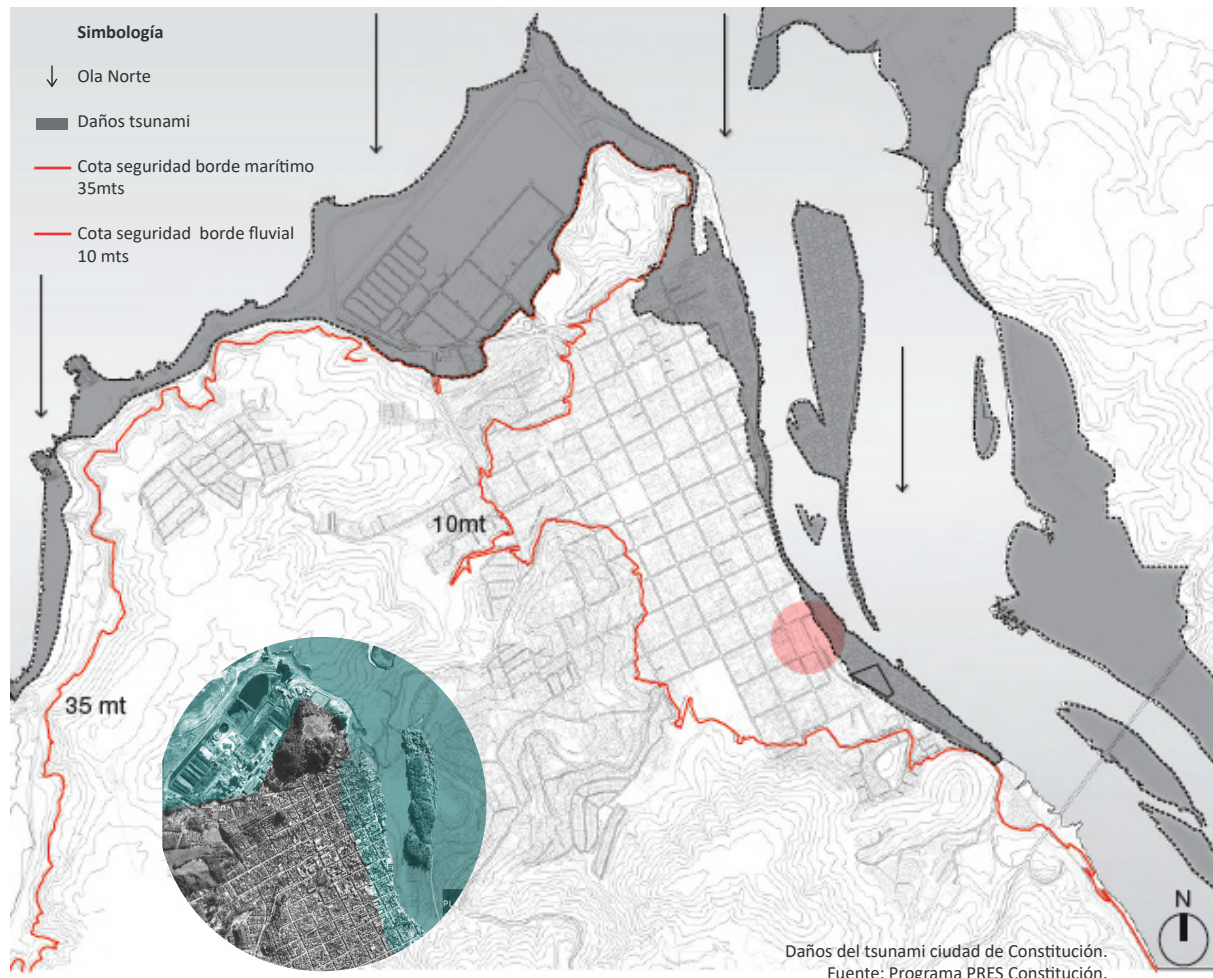 Simbología
Ola Norte
Daños tsunami
Cota seguridad borde marítimo
35mts
Cota seguridad borde fluvial
10 mts
10mt
35 mt
PL
N
Daños del tsunami ciudad de Constitución.
Fuente: Programa PRES Constitución.